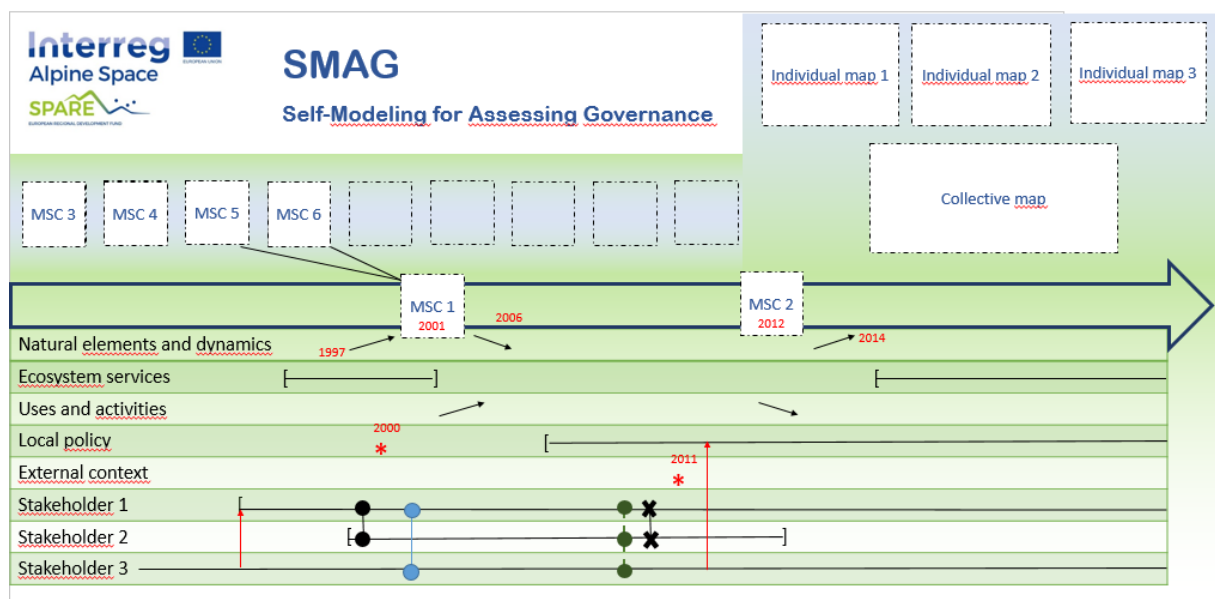 Interreg
EUROPEAN UNION
Alpine Space
SPARE
EUROPEAN REGIONAL DEVELOPMENT FUND
SMAG
Self-Modeling for Assessing Governance
Individual map 1
Individual map 2
Individual map 3
Collective map
MSC 3
MSC 4
MSC 5
MSC 6
MSC 1
2001
2006
MSC 2
2012
Natural elements and dynamics
1997
2014
Ecosystem services
[ ]
[
Uses and activities
2000
Local policy
*
[
External context
2011
*
Stakeholder 1
[
Stakeholder 2
[ ]
Stakeholder 3